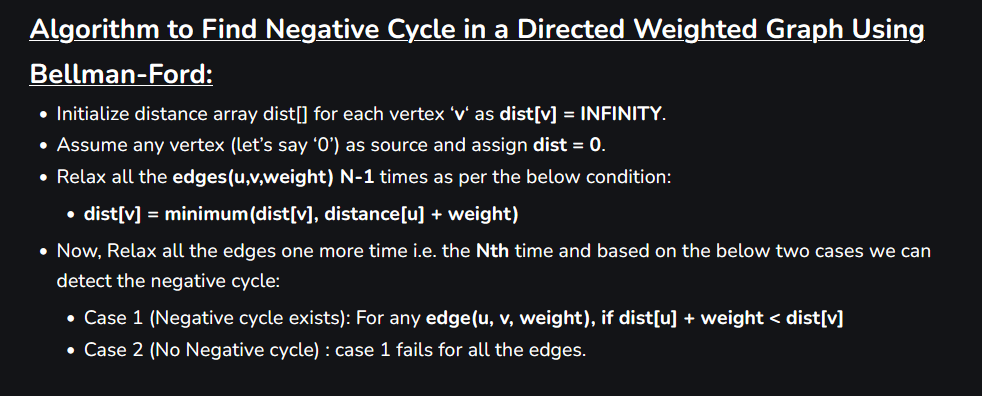 Algorithm to Find Negative Cycle in a Directed Weighted Graph Using
Bellman-Ford:
• Initialize distance array dist[] for each vertex ‘v‘ as dist[v] = INFINITY.
• Assume any vertex (let’s say ‘0’) as source and assign dist = 0.
• Relax all the edges(u,v,weight) N-1 times as per the below condition:
• dist[v] = minimum(dist[v], distance[u] + weight)
• Now, Relax all the edges one more time i.e. the Nth time and based on the below two cases we can
detect the negative cycle:
• Case 1 (Negative cycle exists): For any edge(u, v, weight), if dist[u] + weight < dist[v]
• Case 2 (No Negative cycle) : case 1 fails for all the edges.